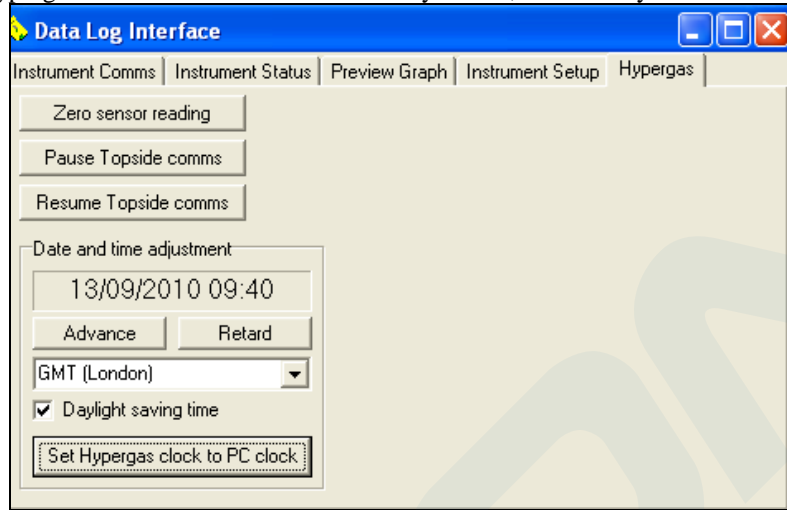 Data Log Interface
Instrument Comms Instrument Status Preview Graph Instrument Setup Hypergas
Zero sensor reading
Pause Topside comms
Resume Topside comms
Date and time adjustment
13/09/2010 09:40
Advance Retard
GMT (London)
Daylight saving time
Set Hypergas clock to PC clock